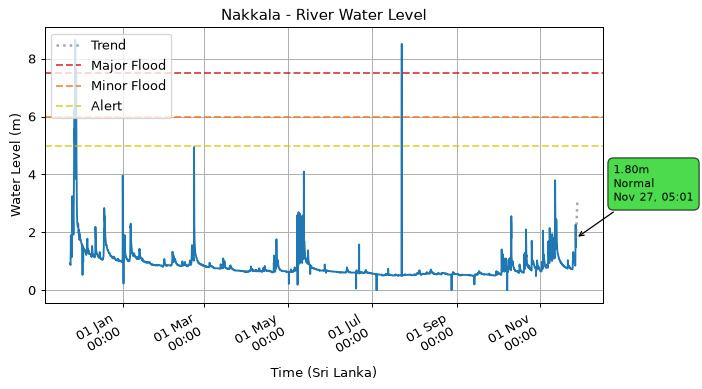 Nakkala - River Water Level
Trend
Major Flood
Minor Flood
Alert
Water Level (m)
8
6
4
2
0
1.80m
Normal
Nov 27, 05:01
01 Jan
00:00
01 Mar
00:00
01 May
00:00
01 Jul
00:00
01 Sep
00:00
01 Nov
00:00
Time (Sri Lanka)